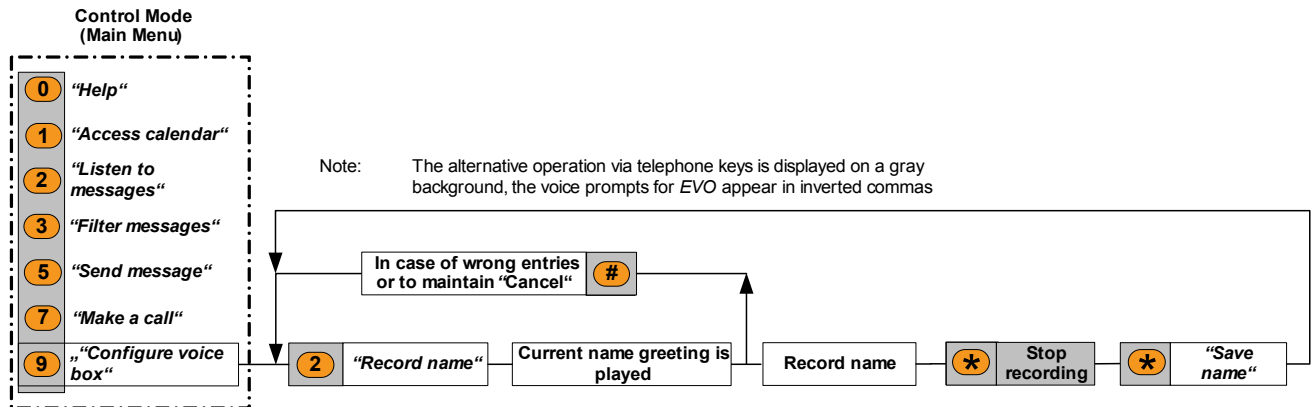 Control Mode
(Main Menu)
0 “Help“
1 “Access calendar“
2 “Listen to
messages“
3 “Filter messages“
5 “Send message“
7 “Make a call“
9 „“Configure voice
box“
Note: The alternative operation via telephone keys is displayed on a gray
background, the voice prompts for EVO appear in inverted commas
In case of wrong entries
or to maintain “Cancel“
#
2 “Record name“
Current name greeting is
played
Record name
* Stop
recording
* “Save
name“